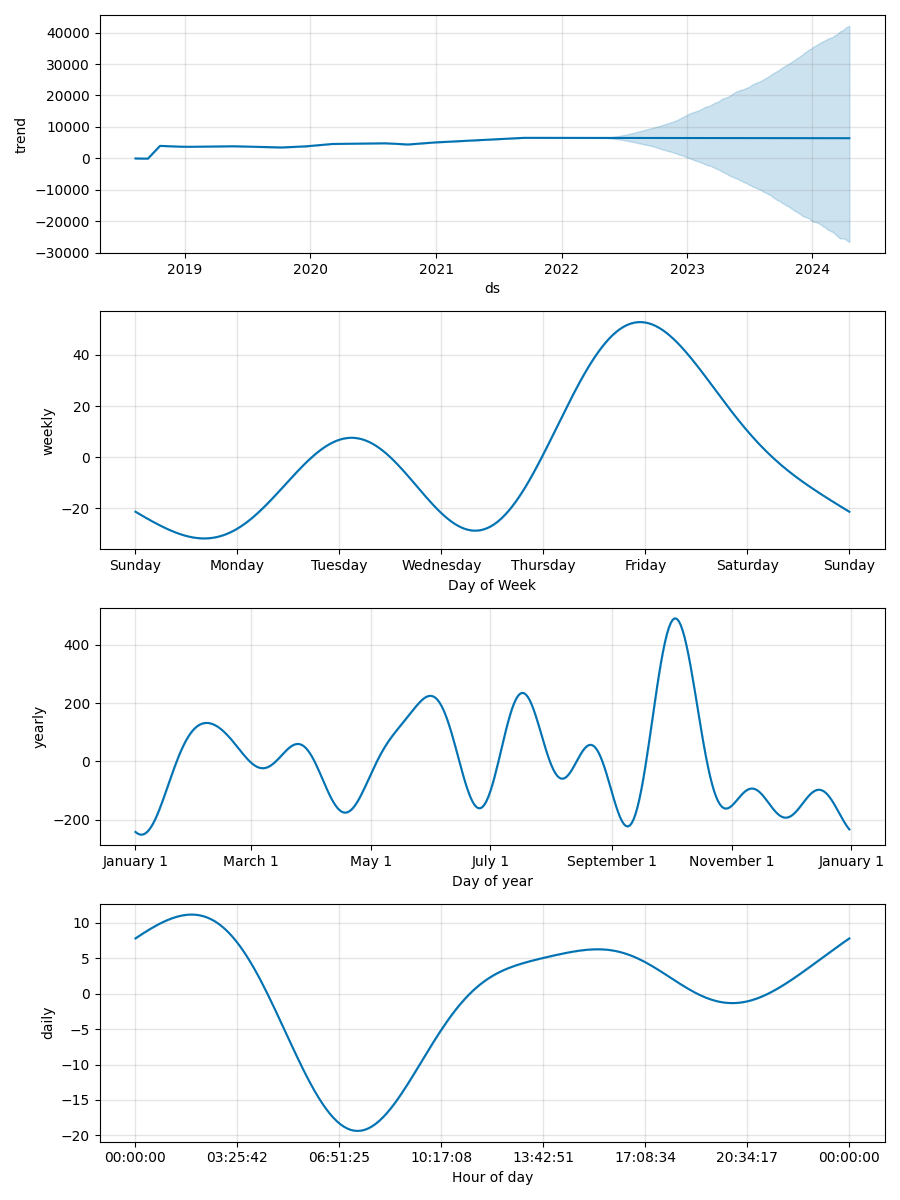 40000
30000
20000
10000
0
−10000
−20000
−30000
trend
2019 2020 2021 2022 2023 2024
ds
40
20
0
−20
weekly
Sunday Monday Tuesday Wednesday Thursday Friday Saturday Sunday
Day of Week
400
200
0
−200
yearly
January 1 March 1 May 1 July 1 September 1 November 1 January 1
Day of year
10
5
0
−5
−10
−15
−20
daily
00:00:00 03:25:42 06:51:25 10:17:08 13:42:51 17:08:34 20:34:17 00:00:00
Hour of day